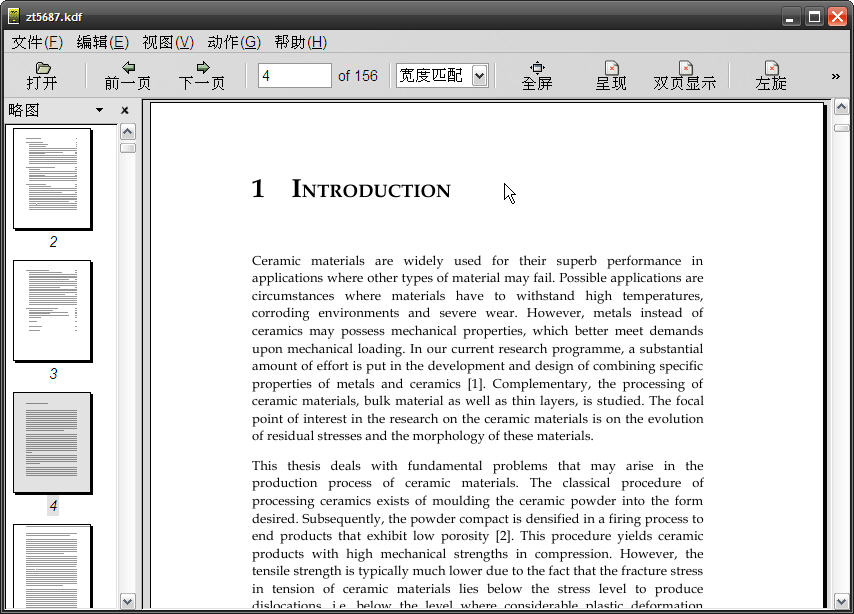 zt5687.kdf
文件(F) 编辑(E) 视图(V) 动作(G) 帮助(H)
打开 前一页 下一页 4 of 156 宽度匹配 全屏 呈现 双页显示 左旋 »
略图
2
3
4
1 INTRODUCTION
Ceramic materials are widely used for their superb performance in
applications where other types of material may fail. Possible applications are
circumstances where materials have to withstand high temperatures,
corroding environments and severe wear. However, metals instead of
ceramics may possess mechanical properties, which better meet demands
upon mechanical loading. In our current research programme, a substantial
amount of effort is put in the development and design of combining specific
properties of metals and ceramics [1]. Complementary, the processing of
ceramic materials, bulk material as well as thin layers, is studied. The focal
point of interest in the research on the ceramic materials is on the evolution
of residual stresses and the morphology of these materials.
This thesis deals with fundamental problems that may arise in the
production process of ceramic materials. The classical procedure of
processing ceramics exists of moulding the ceramic powder into the form
desired. Subsequently, the powder compact is densified in a firing process to
end products that exhibit low porosity [2]. This procedure yields ceramic
products with high mechanical strengths in compression. However, the
tensile strength is typically much lower due to the fact that the fracture stress
in tension of ceramic materials lies below the stress level to produce
dislocations, i.e. below the level where considerable plastic deformation